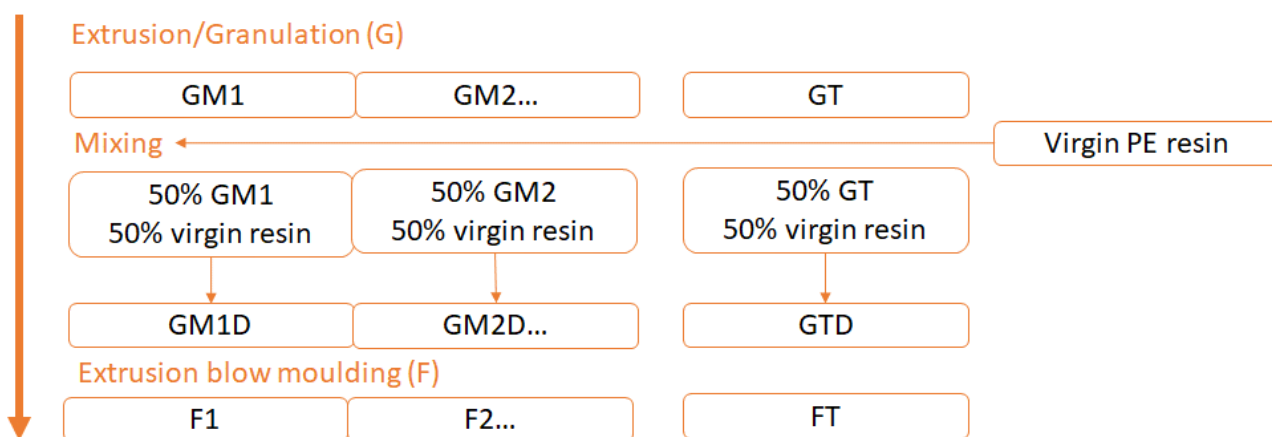 Extrusion/Granulation (G)
GM1
GM2...
GT
Mixing
Virgin PE resin
50% GM1
50% virgin resin
50% GM2
50% virgin resin
50% GT
50% virgin resin
GM1D
GM2D...
GTD
Extrusion blow moulding (F)
F1
F2...
FT